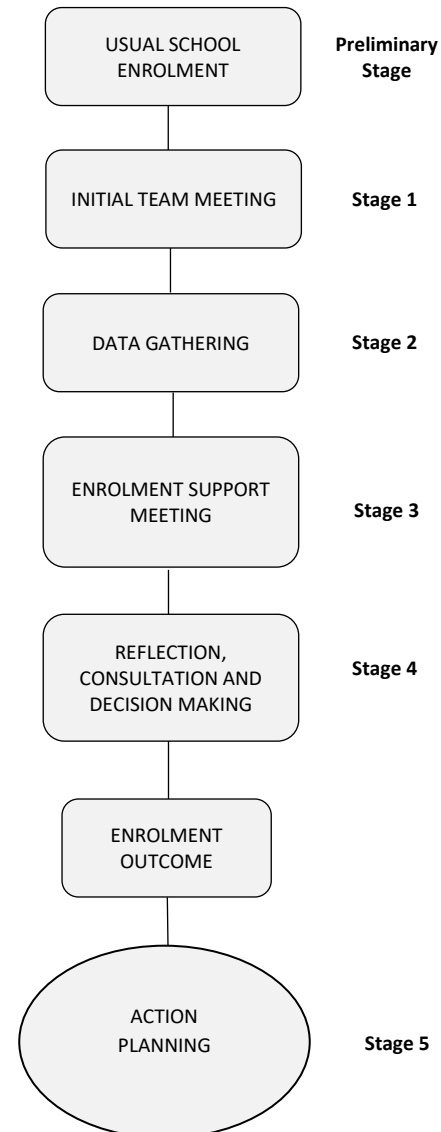 USUAL SCHOOL
ENROLMENT
Preliminary
Stage
INITIAL TEAM MEETING
Stage 1
DATA GATHERING
Stage 2
ENROLMENT SUPPORT
MEETING
Stage 3
REFLECTION,
CONSULTATION AND
DECISION MAKING
Stage 4
ENROLMENT
OUTCOME
ACTION
PLANNING
Stage 5